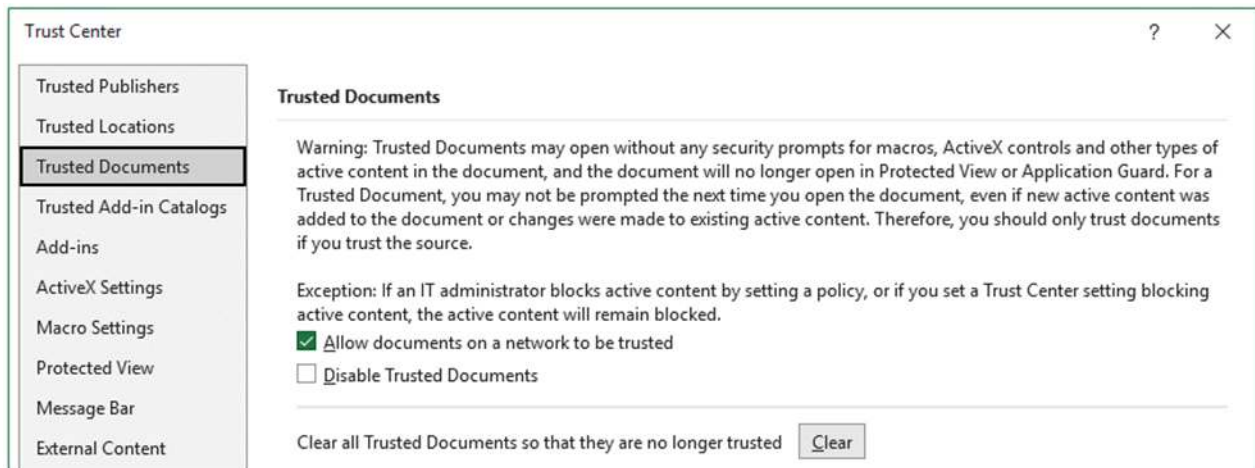 Trust Center
?
Trusted Publishers
Trusted Locations
Trusted Documents
Trusted Add-in Catalogs
Add-ins
ActiveX Settings
Macro Settings
Protected View
Message Bar
External Content
Trusted Documents
Warning: Trusted Documents may open without any security prompts for macros, ActiveX controls and other types of
active content in the document, and the document will no longer open in Protected View or Application Guard. For a
Trusted Document, you may not be prompted the next time you open the document, even if new active content was
added to the document or changes were made to existing active content. Therefore, you should only trust documents
if you trust the source.
Exception: If an IT administrator blocks active content by setting a policy, or if you set a Trust Center setting blocking
active content, the active content will remain blocked.
Allow documents on a network to be trusted
Disable Trusted Documents
Clear all Trusted Documents so that they are no longer trusted Clear